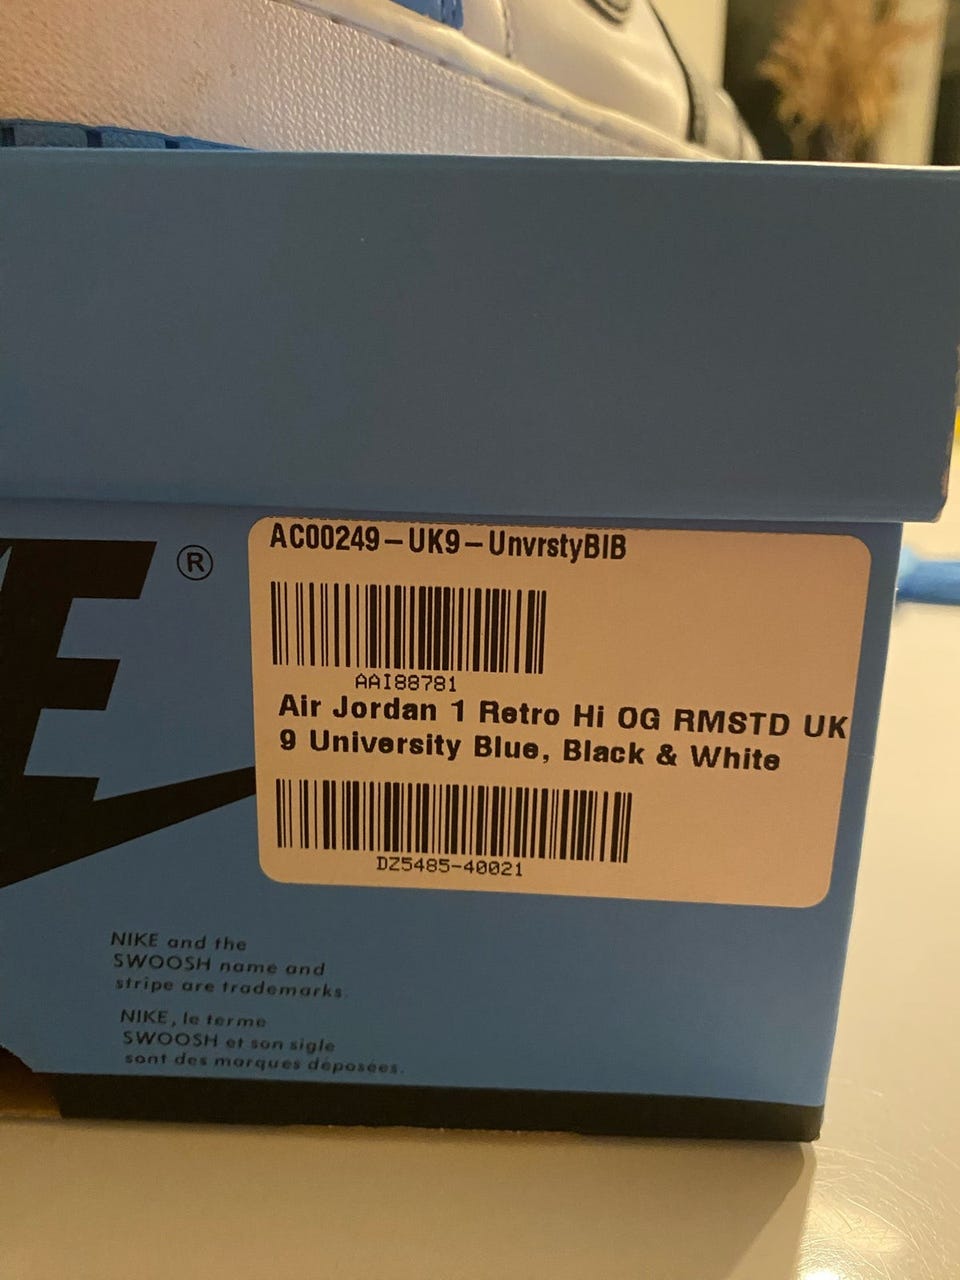 ®
AC00249-UK9-UnvrstyBlB
AAI88781
Air Jordan 1 Retro Hi OG RMSTD UK
9 University Blue, Black & White
DZ5485-40021
NIKE and the
SWOOSH name and
stripe are trademarks.
NIKE, le terme
SWOOSH et son sigle
sont des marques déposées.